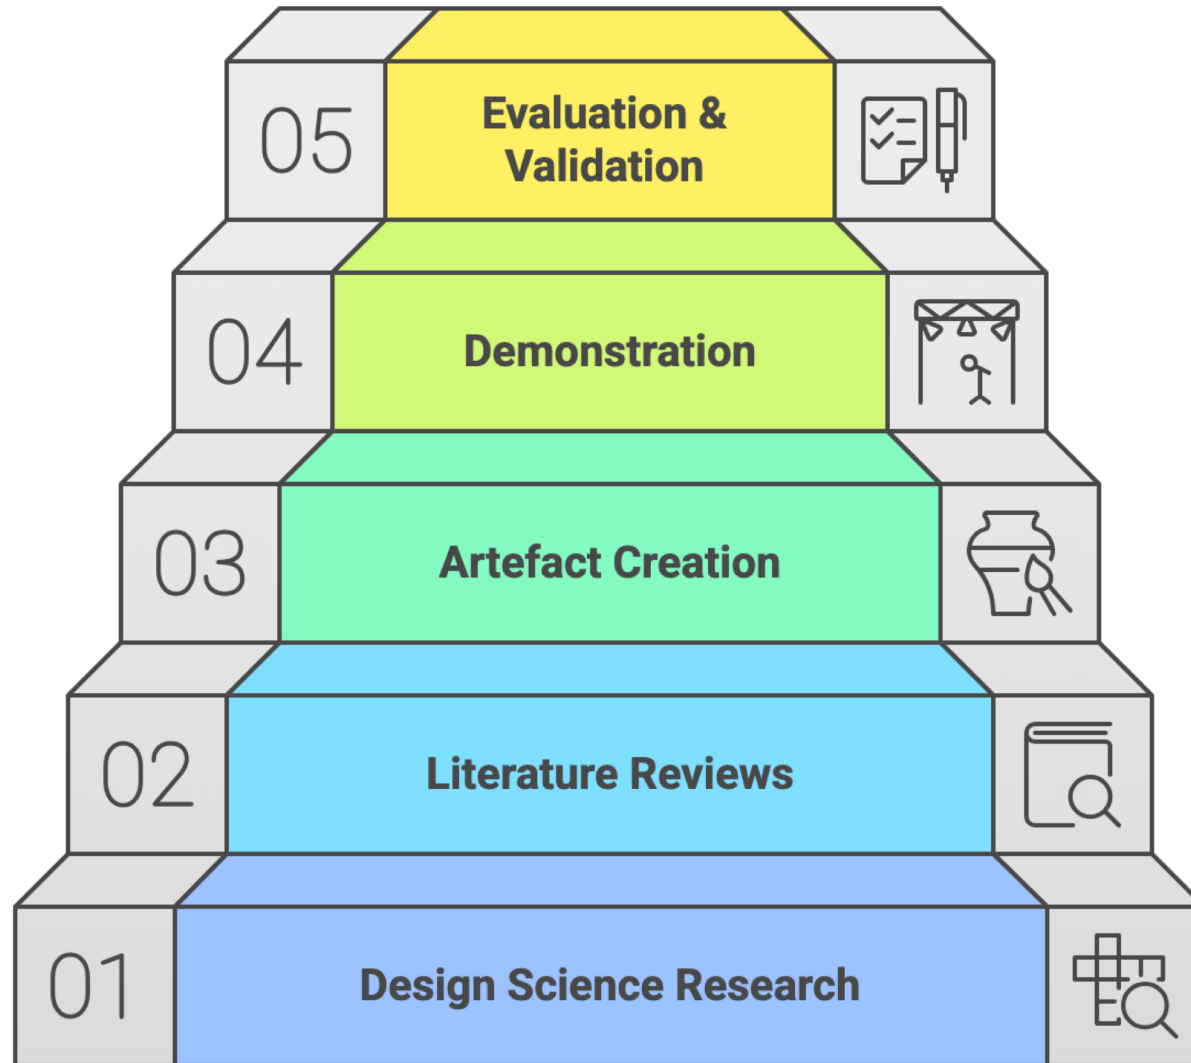 05
Evaluation &
Validation
04
Demonstration
03
Artefact Creation
02
Literature Reviews
01
Design Science Research